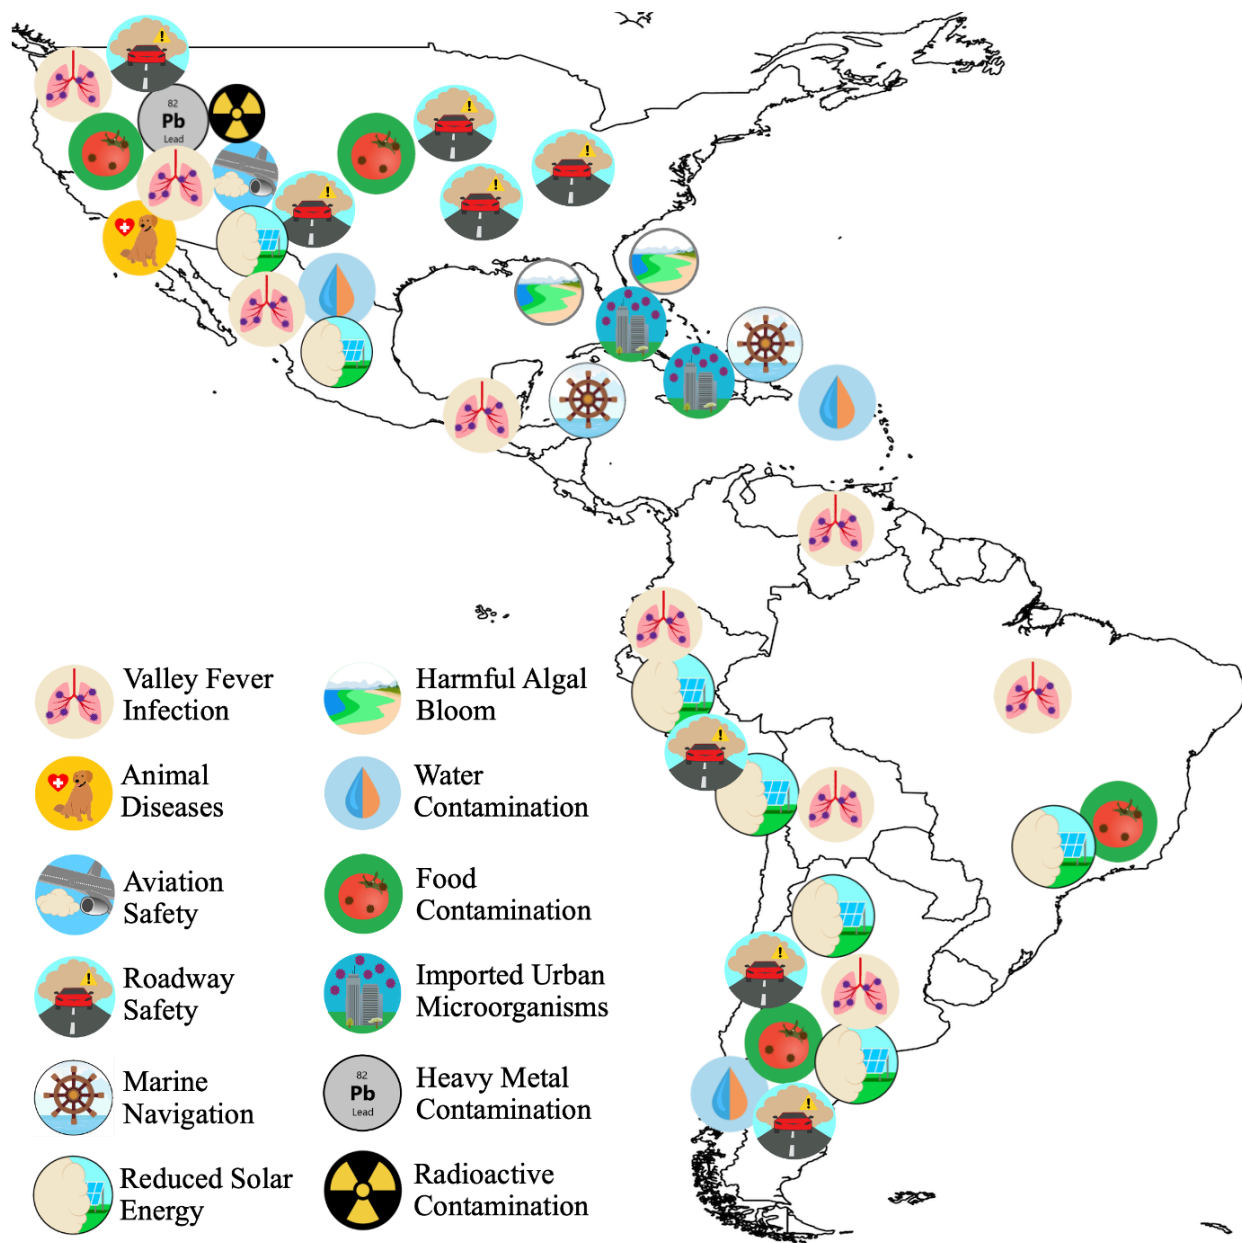 !
82
Pb
Lead
!
!
!
!
!
!
!
Valley Fever
Infection
Harmful Algal
Bloom
Animal
Diseases
Water
Contamination
Aviation
Safety
Food
Contamination
!
Roadway
Safety
Imported Urban
Microorganisms
Marine
Navigation
82
Pb
Lead
Heavy Metal
Contamination
Reduced Solar
Energy
Radioactive
Contamination